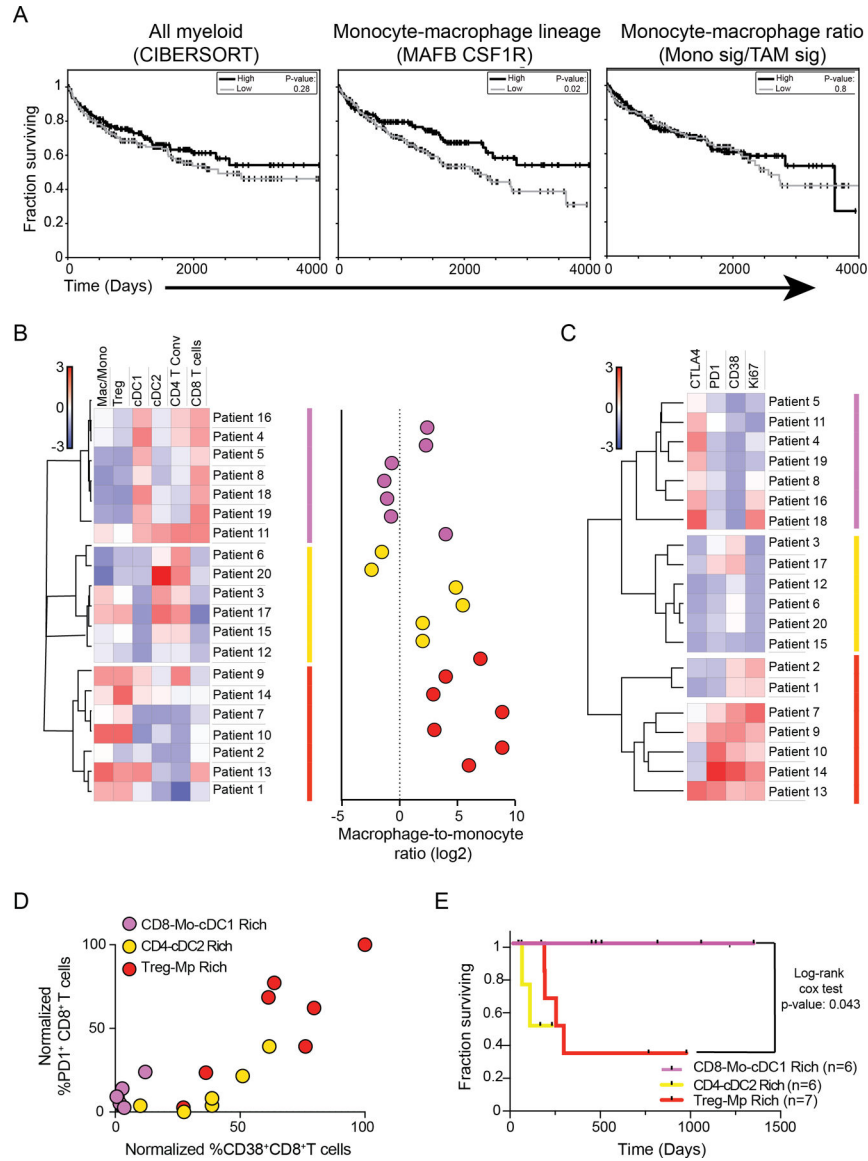 A
All myeloid
(CIBERSORT)
Monocyte-macrophage lineage
(MAFB CSF1R)
Monocyte-macrophage ratio
(Mono sig/TAM sig)
High P-value:
Low 0.28
High P-value:
Low 0.02
High P-value:
Low 0.8
Fraction surviving
1
0.8
0.6
0.4
0.2
0
0 2000 4000
0 2000 4000
0 2000 4000
Time (Days)
B
3
0
-3
Mac/Mono
Treg
cDC1
cDC2
CD4 T Conv
CD8 T cells
Patient 16
Patient 4
Patient 5
Patient 8
Patient 18
Patient 19
Patient 11
Patient 6
Patient 20
Patient 3
Patient 17
Patient 15
Patient 12
Patient 9
Patient 14
Patient 7
Patient 10
Patient 2
Patient 13
Patient 1
-5 0 5 10
Macrophage-to-monocyte
ratio (log2)
C
3
0
-3
CTLA4
PD1
CD38
Ki67
Patient 5
Patient 11
Patient 4
Patient 19
Patient 8
Patient 16
Patient 18
Patient 3
Patient 17
Patient 12
Patient 6
Patient 20
Patient 15
Patient 2
Patient 1
Patient 7
Patient 9
Patient 10
Patient 14
Patient 13
D
CD8-Mo-cDC1 Rich
CD4-cDC2 Rich
Treg-Mp Rich
Normalized
%PD1⁺ CD8⁺ T cells
100
50
0
0 50 100
Normalized %CD38⁺CD8⁺T cells
E
Fraction surviving
1
0.8
0.6
0.4
0.2
0
Log-rank
cox test
p-value: 0.043
CD8-Mo-cDC1 Rich (n=6)
CD4-cDC2 Rich (n=6)
Treg-Mp Rich (n=7)
0 500 1000 1500
Time (Days)